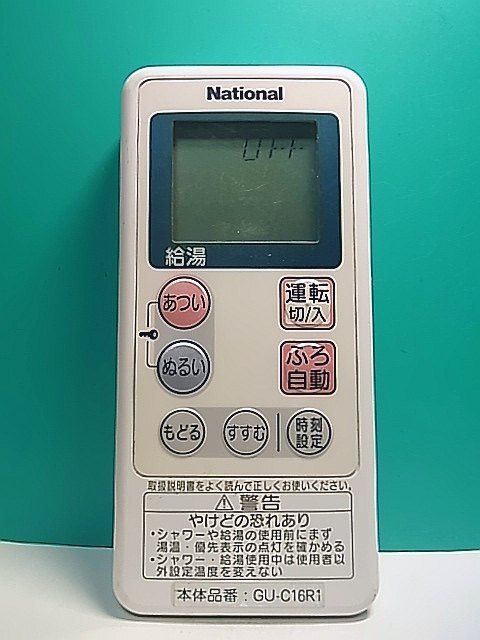 National
OFF
給湯
あつい
運転
切/入
ぬるい
ふろ
自動
もどる
すすむ
時刻
設定
取扱説明書をよく読んで正しくお使いください。
⚠警告
やけどの恐れあり
・シャワーや給湯の使用前にまず
湯温・優先表示の点灯を確かめる
・シャワー・給湯使用中は使用者以
外設定温度を変えない
本体品番：GU-C16R1